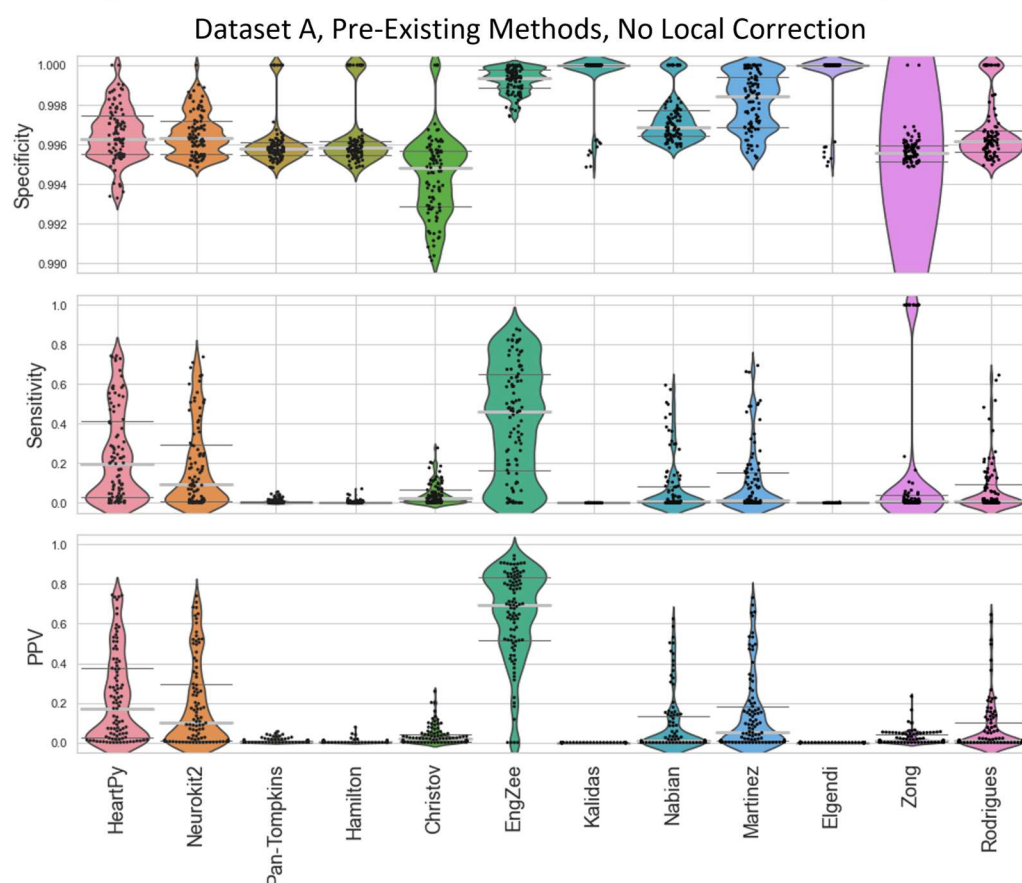 Dataset A, Pre-Existing Methods, No Local Correction
Specificity
1.000
0.998
0.996
0.994
0.992
0.990
Sensitivity
1.0
0.8
0.6
0.4
0.2
0.0
PPV
1.0
0.8
0.6
0.4
0.2
0.0
HeartPy
Neurokit2
Pan-Tompkins
Hamilton
Christov
EngZee
Kalidas
Nabian
Martinez
Elgendi
Zong
Rodrigues